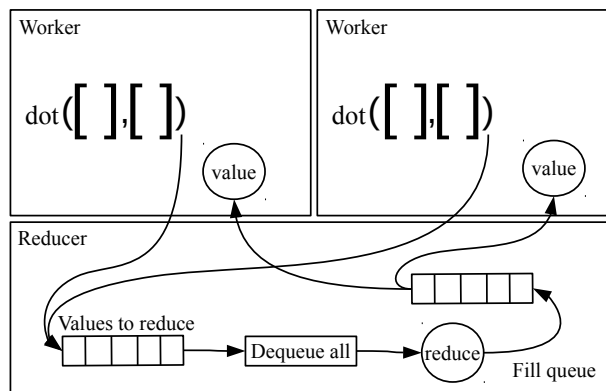 Worker
Worker
dot([ ],[ ])
dot([ ],[ ])
value
value
Reducer
Values to reduce
Dequeue all
reduce
Fill queue